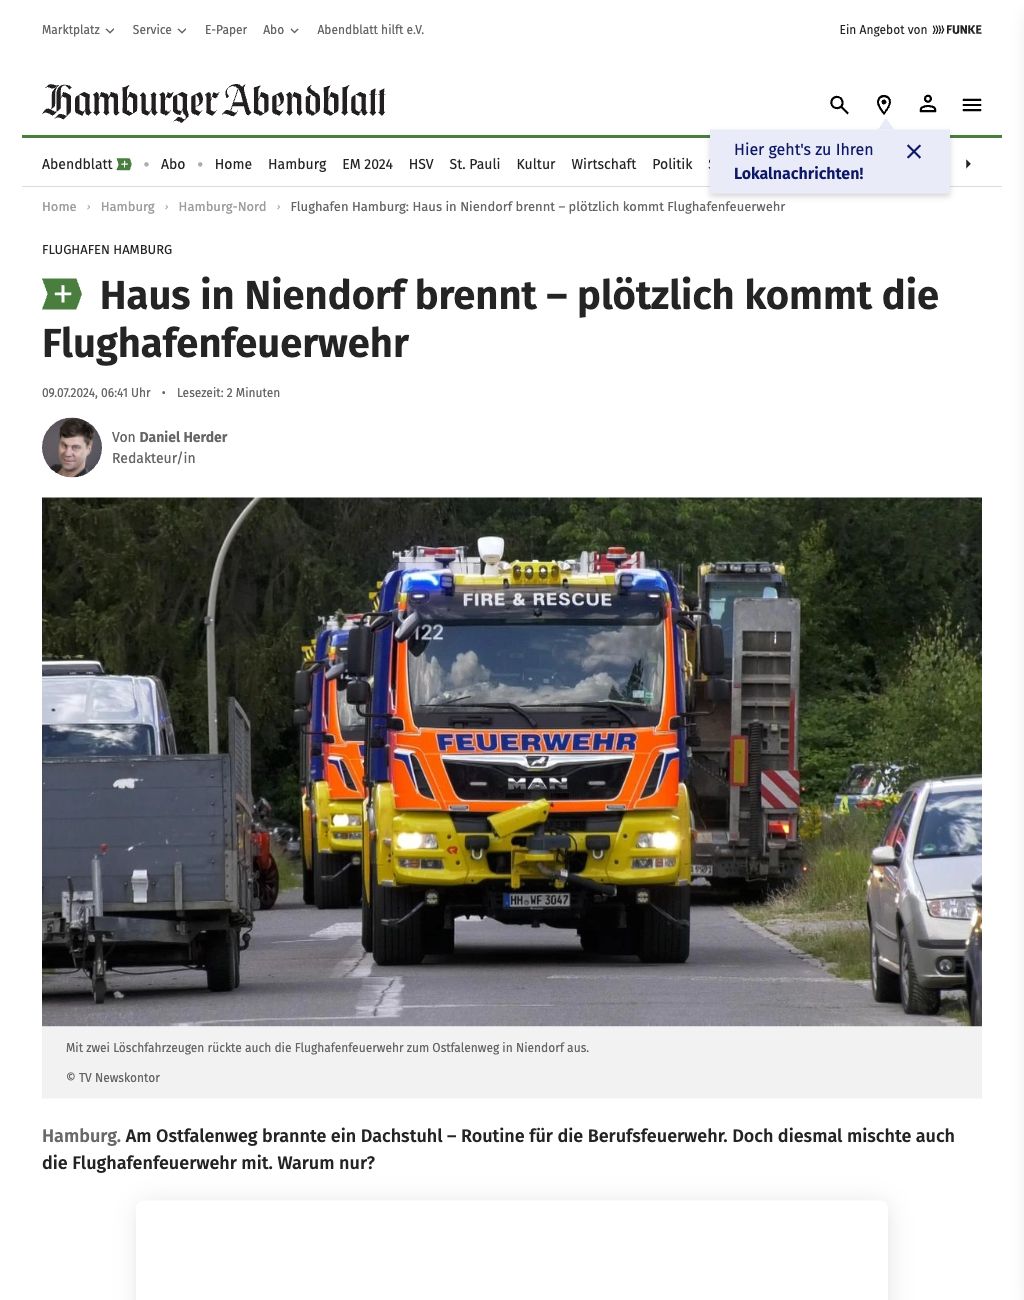 Marktplatz Service E-Paper Abo Abendblatt hilft e.V. Ein Angebot von FUNKE
Hamburger Abendblatt
Abendblatt + • Abo • Home Hamburg EM 2024 HSV St. Pauli Kultur Wirtschaft Politik
Hier geht's zu Ihren
Lokalnachrichten!
Home › Hamburg › Hamburg-Nord › Flughafen Hamburg: Haus in Niendorf brennt – plötzlich kommt Flughafenfeuerwehr
FLUGHAFEN HAMBURG
+ Haus in Niendorf brennt – plötzlich kommt die
Flughafenfeuerwehr
09.07.2024, 06:41 Uhr • Lesezeit: 2 Minuten
Von Daniel Herder
Redakteur/in
FIRE & RESCUE
122
FEUERWEHR
MAN
HH WF 3047
Mit zwei Löschfahrzeugen rückte auch die Flughafenfeuerwehr zum Ostfalenweg in Niendorf aus.
© TV Newskontor
Hamburg. Am Ostfalenweg brannte ein Dachstuhl – Routine für die Berufsfeuerwehr. Doch diesmal mischte auch
die Flughafenfeuerwehr mit. Warum nur?